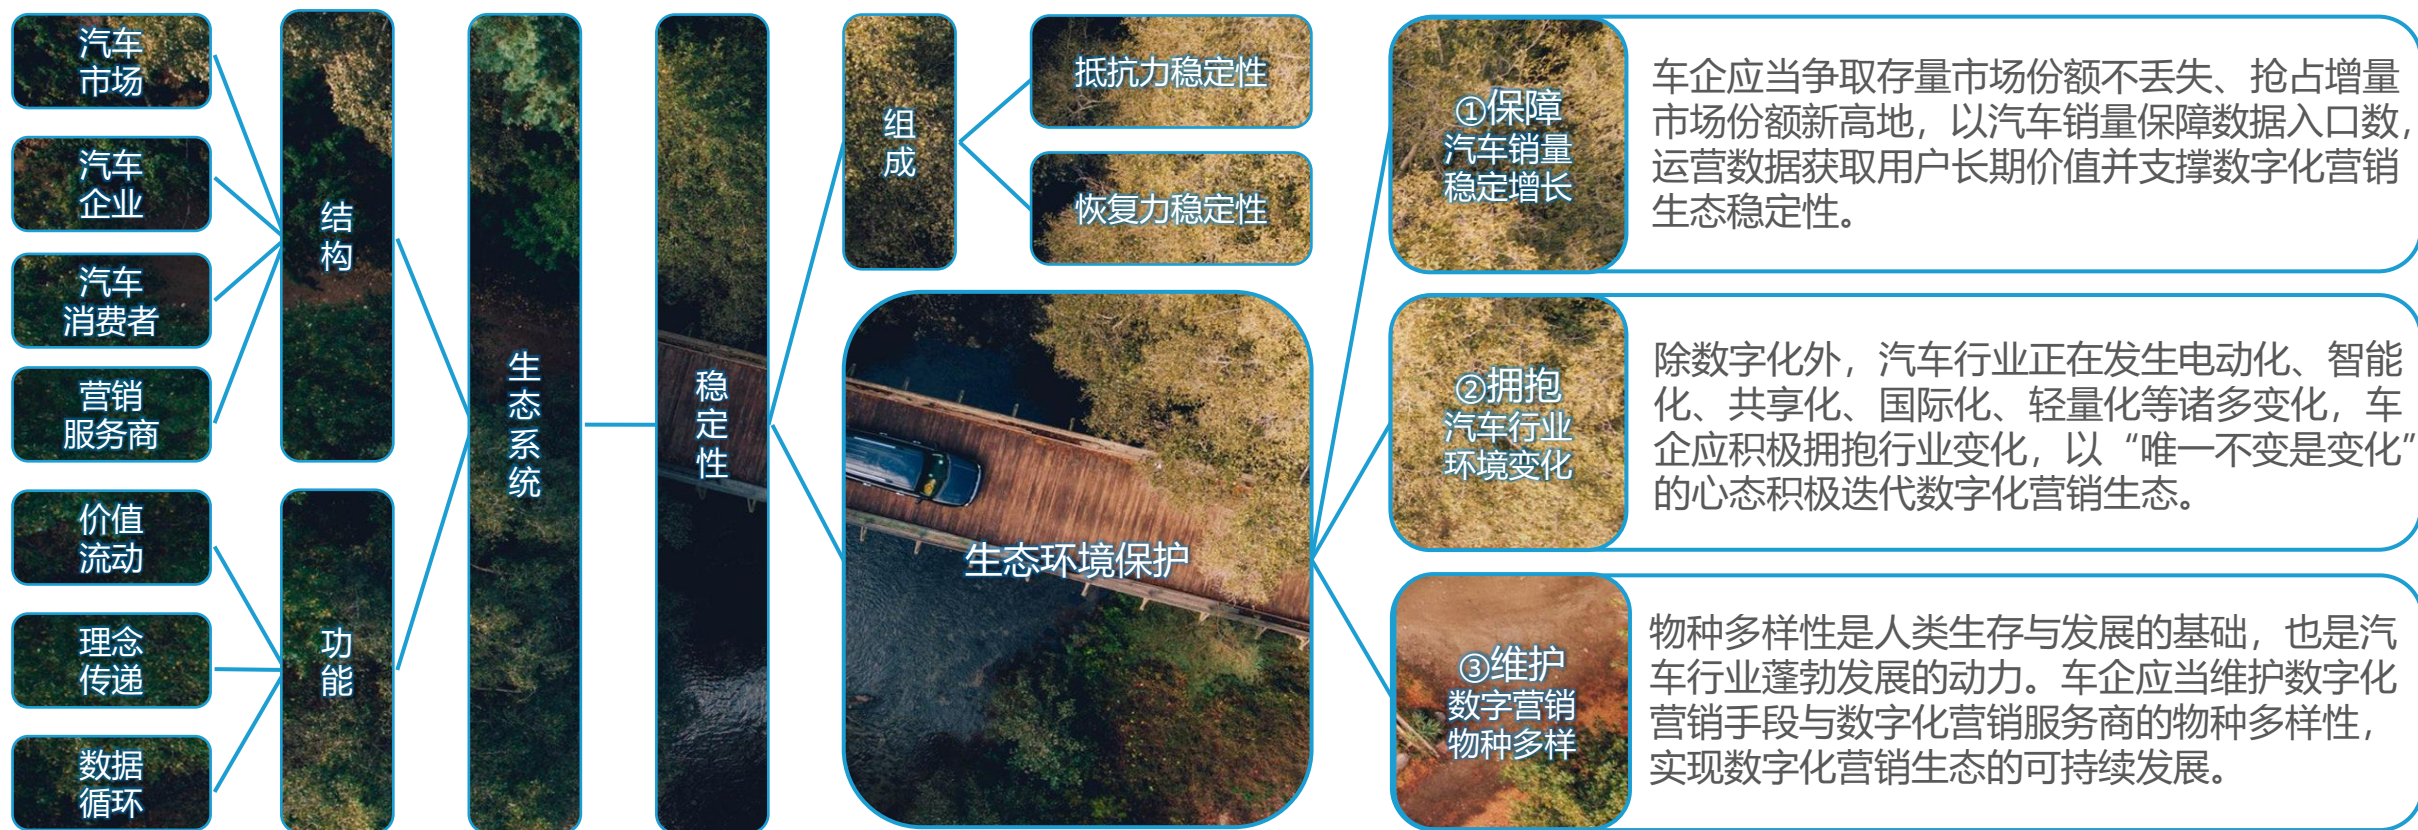 汽车
市场
汽车
企业
汽车
消费者
营销
服务商
价值
流动
理念
传递
数据
循环
结构
功能
生态系统
稳定性
组成
抵抗力稳定性
恢复力稳定性
生态环境保护
①保障
汽车销量
稳定增长
车企应当争取存量市场份额不丢失、抢占增量
市场份额新高地，以汽车销量保障数据入口数，
运营数据获取用户长期价值并支撑数字化营销
生态稳定性。
②拥抱
汽车行业
环境变化
除数字化外，汽车行业正在发生电动化、智能
化、共享化、国际化、轻量化等诸多变化，车
企应积极拥抱行业变化，以“唯一不变是变化”
的心态积极迭代数字化营销生态。
③维护
数字营销
物种多样
物种多样性是人类生存与发展的基础，也是汽
车行业蓬勃发展的动力。车企应当维护数字化
营销手段与数字化营销服务商的物种多样性，
实现数字化营销生态的可持续发展。